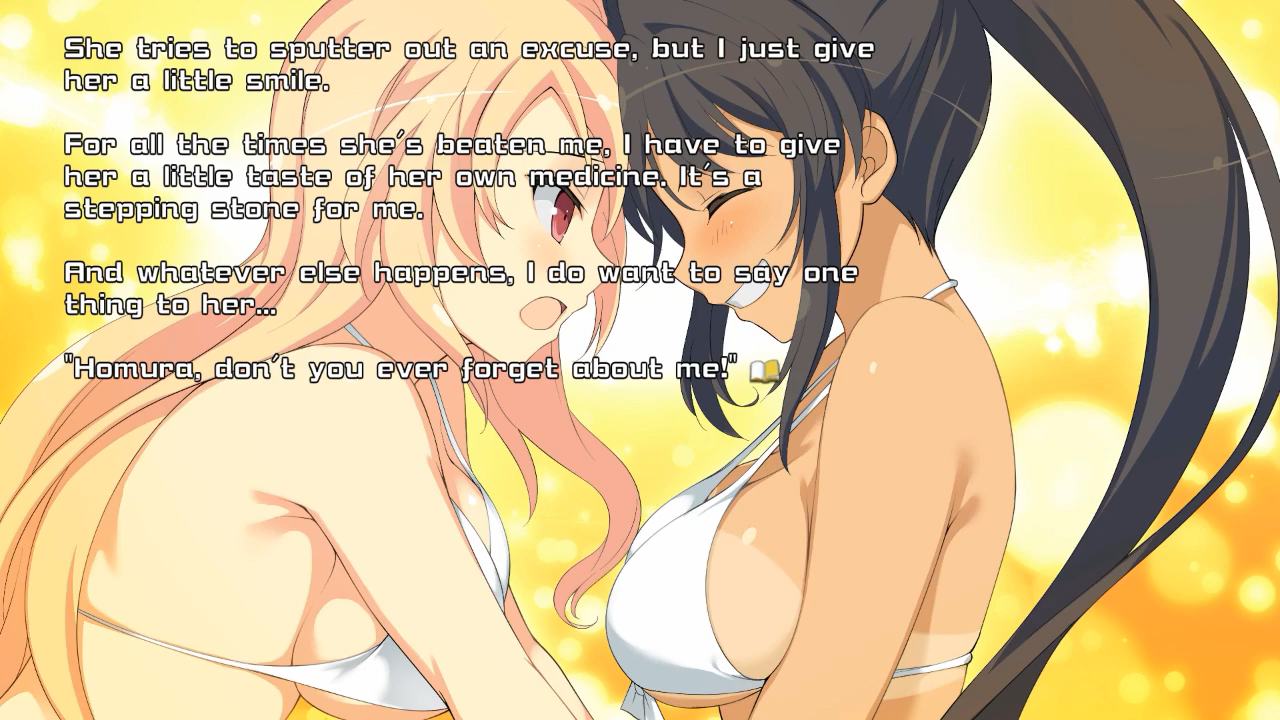 She tries to sputter out an excuse, but I just give
her a little smile.
For all the times she's beaten me, I have to give
her a little taste of her own medicine. It's a
stepping stone for me.
And whatever else happens, I do want to say one
thing to her...
"Homura, don't you ever forget about me!"